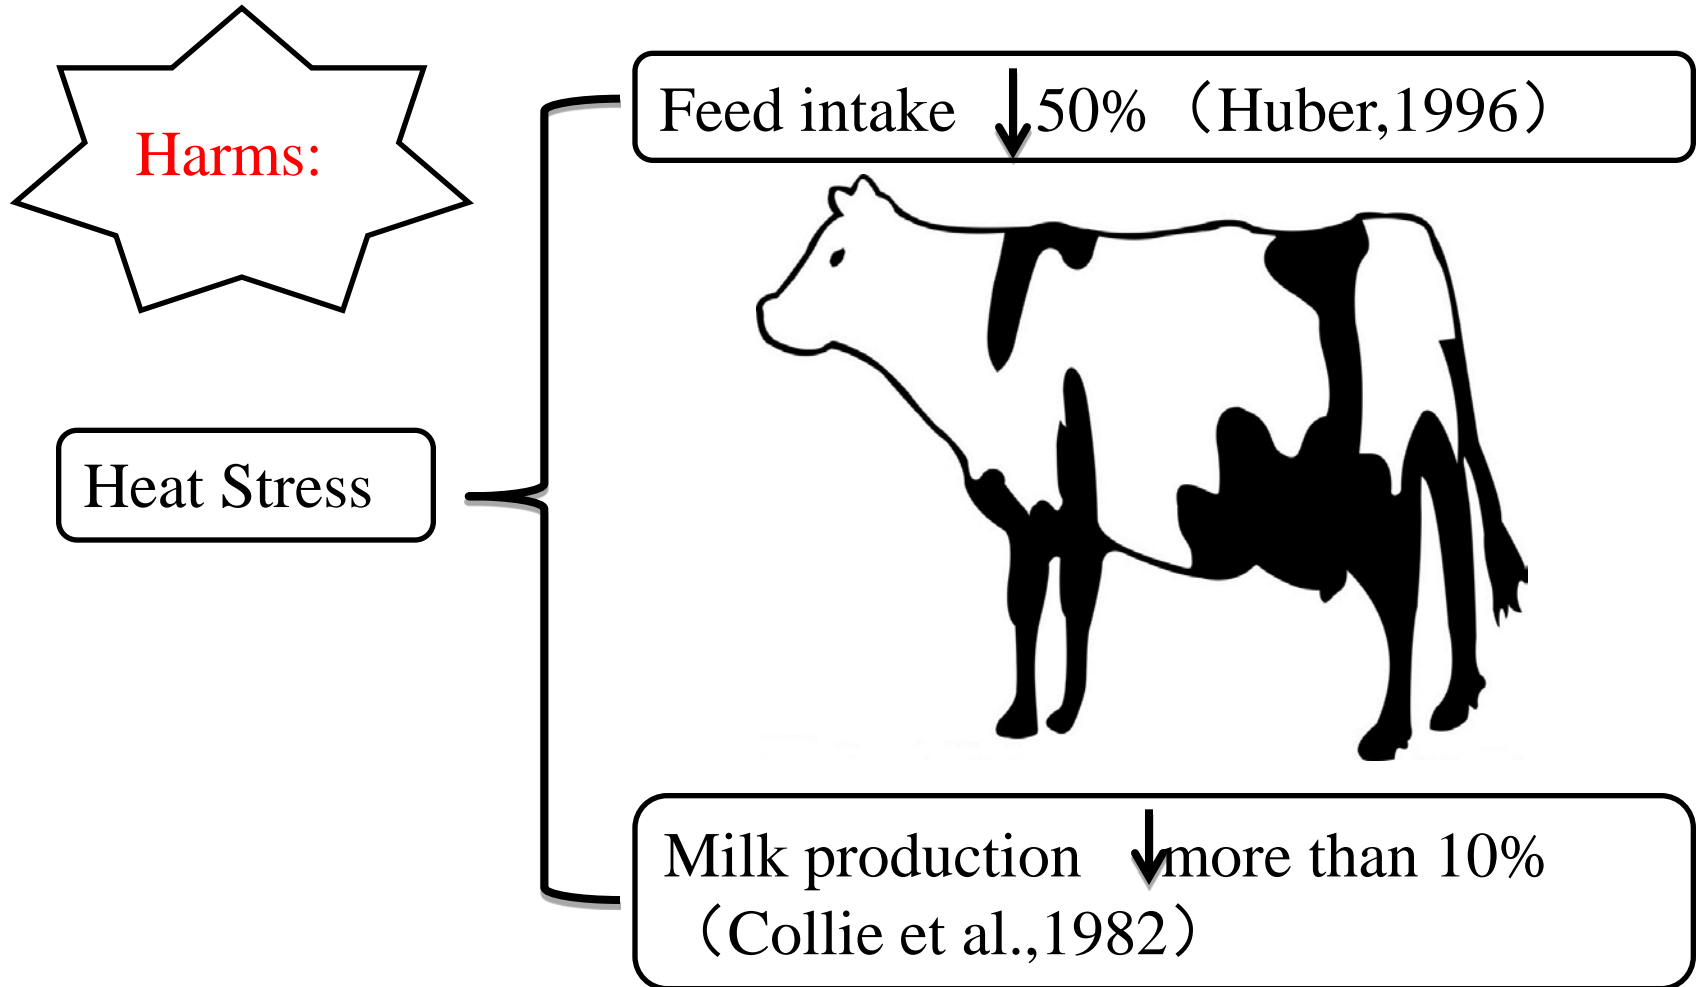 Harms:
Feed intake ↓50%（Huber,1996）
Heat Stress
Milk production ↓more than 10%
（Collie et al.,1982）